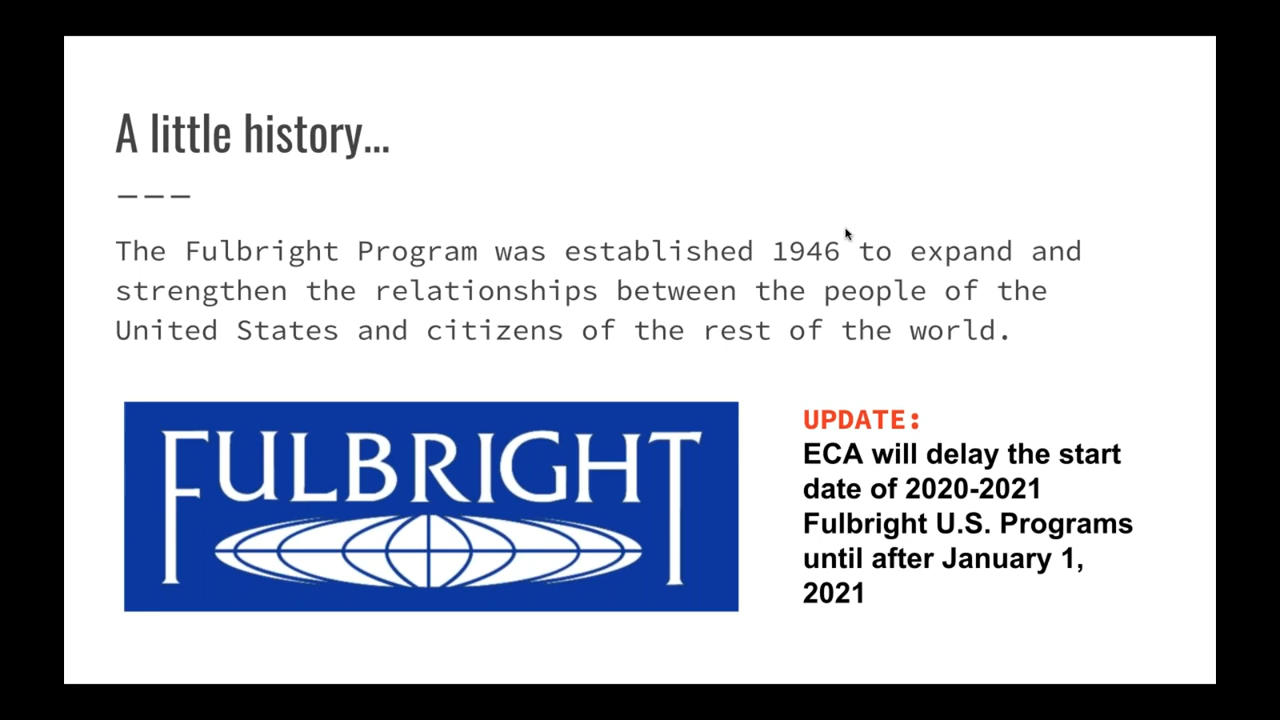 A little history...
———
The Fulbright Program was established 1946 to expand and
strengthen the relationships between the people of the
United States and citizens of the rest of the world.
FULBRIGHT
UPDATE:
ECA will delay the start
date of 2020-2021
Fulbright U.S. Programs
until after January 1,
2021